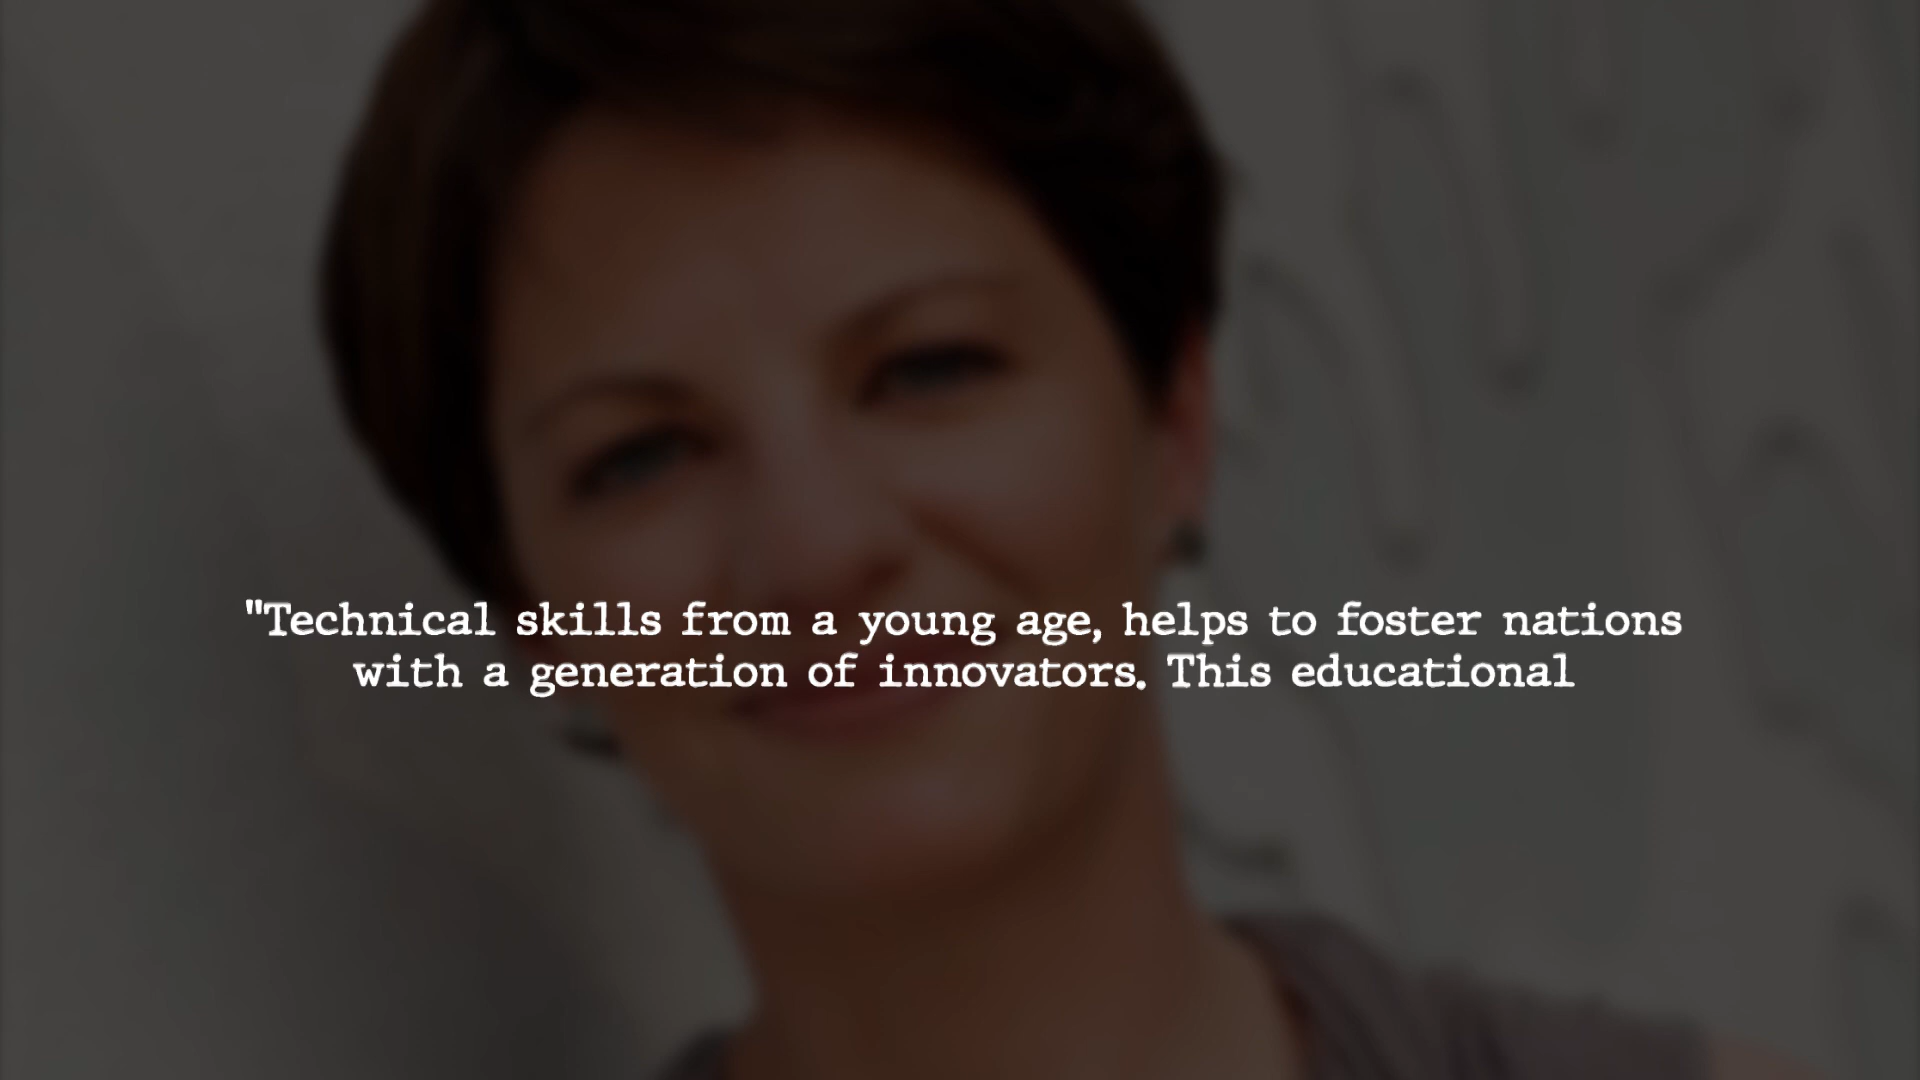 "Technical skills from a young age, helps to foster nations
with a generation of innovators. This educational